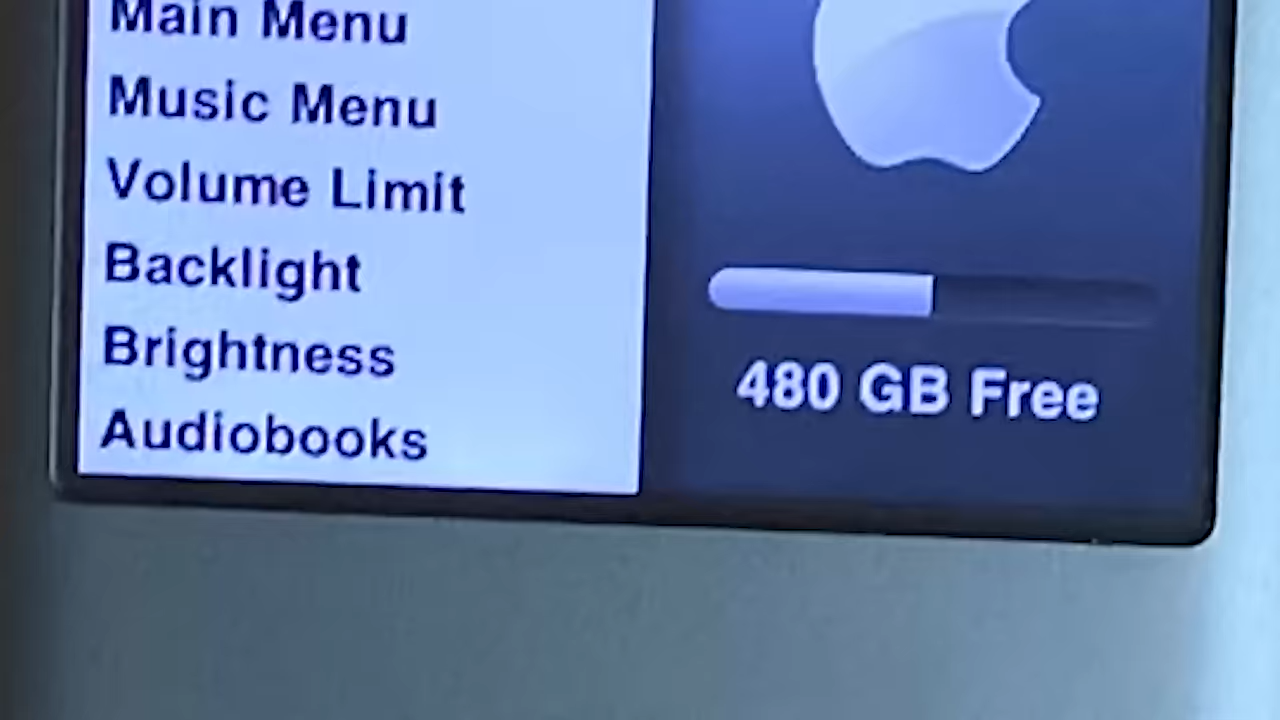 Main Menu
Music Menu
Volume Limit
Backlight
Brightness
Audiobooks
480 GB Free